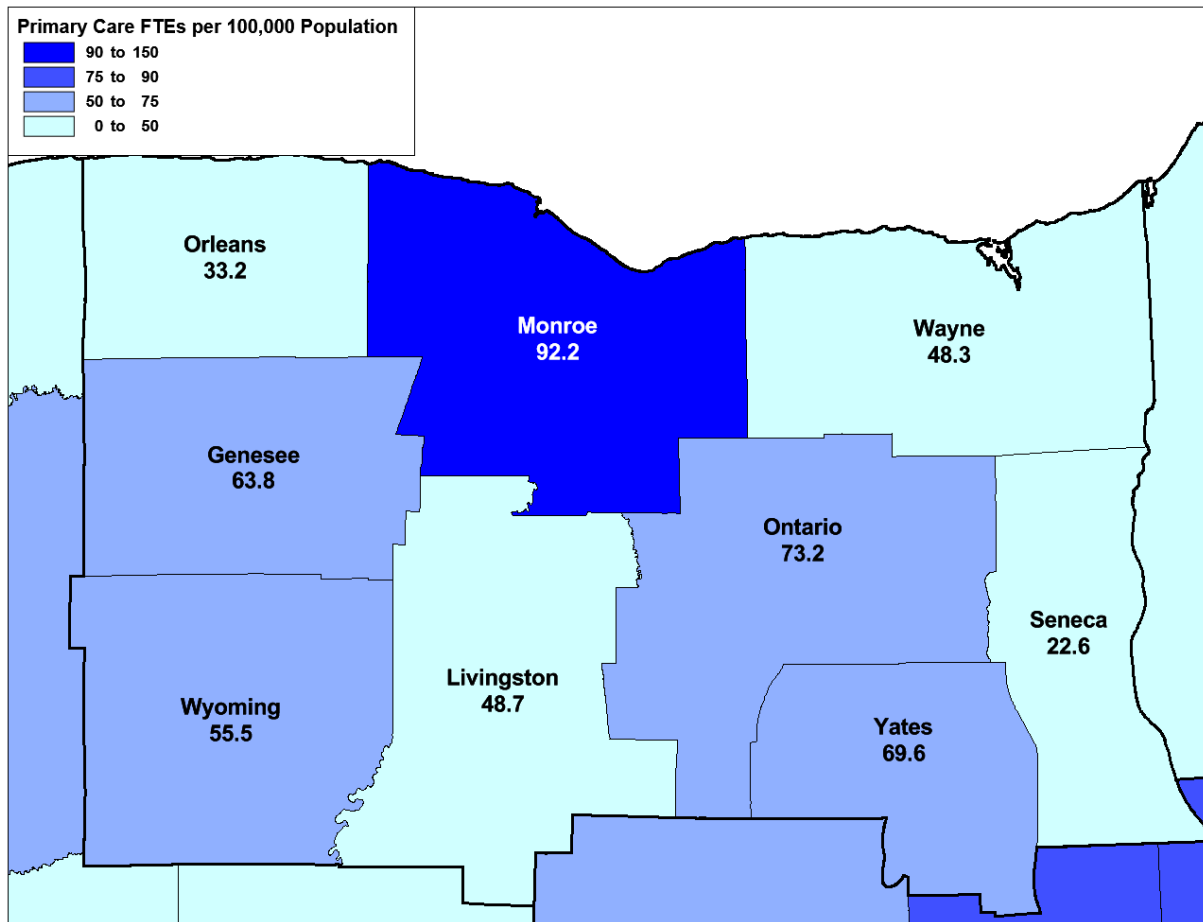 Primary Care FTEs per 100,000 Population
90 to 150
75 to 90
50 to 75
0 to 50
Orleans
33.2
Monroe
92.2
Wayne
48.3
Genesee
63.8
Ontario
73.2
Seneca
22.6
Livingston
48.7
Wyoming
55.5
Yates
69.6